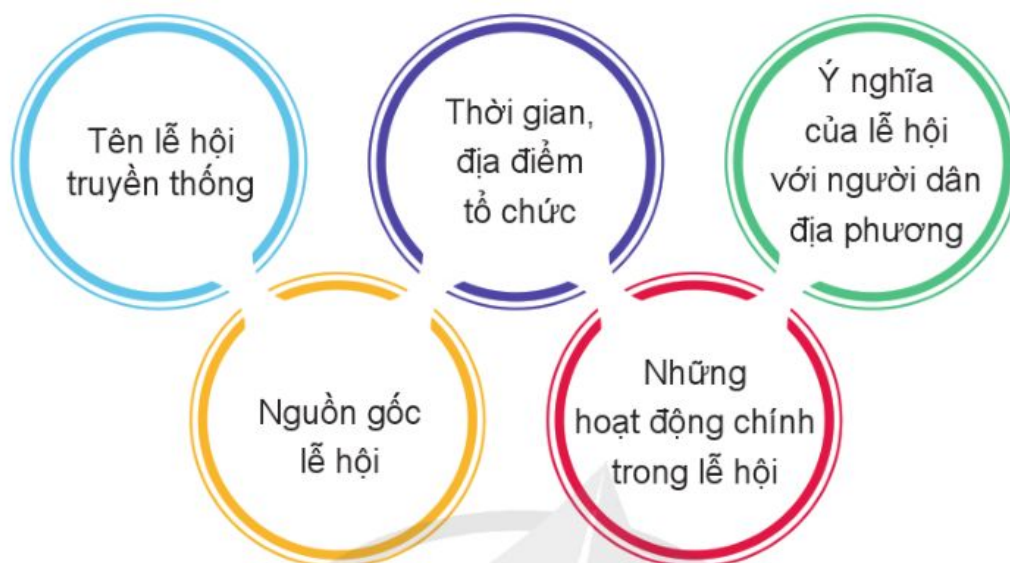 Tên lễ hội
truyền thống
Thời gian,
địa điểm
tổ chức
Ý nghĩa
của lễ hội
với người dân
địa phương
Nguồn gốc
lễ hội
Những
hoạt động chính
trong lễ hội